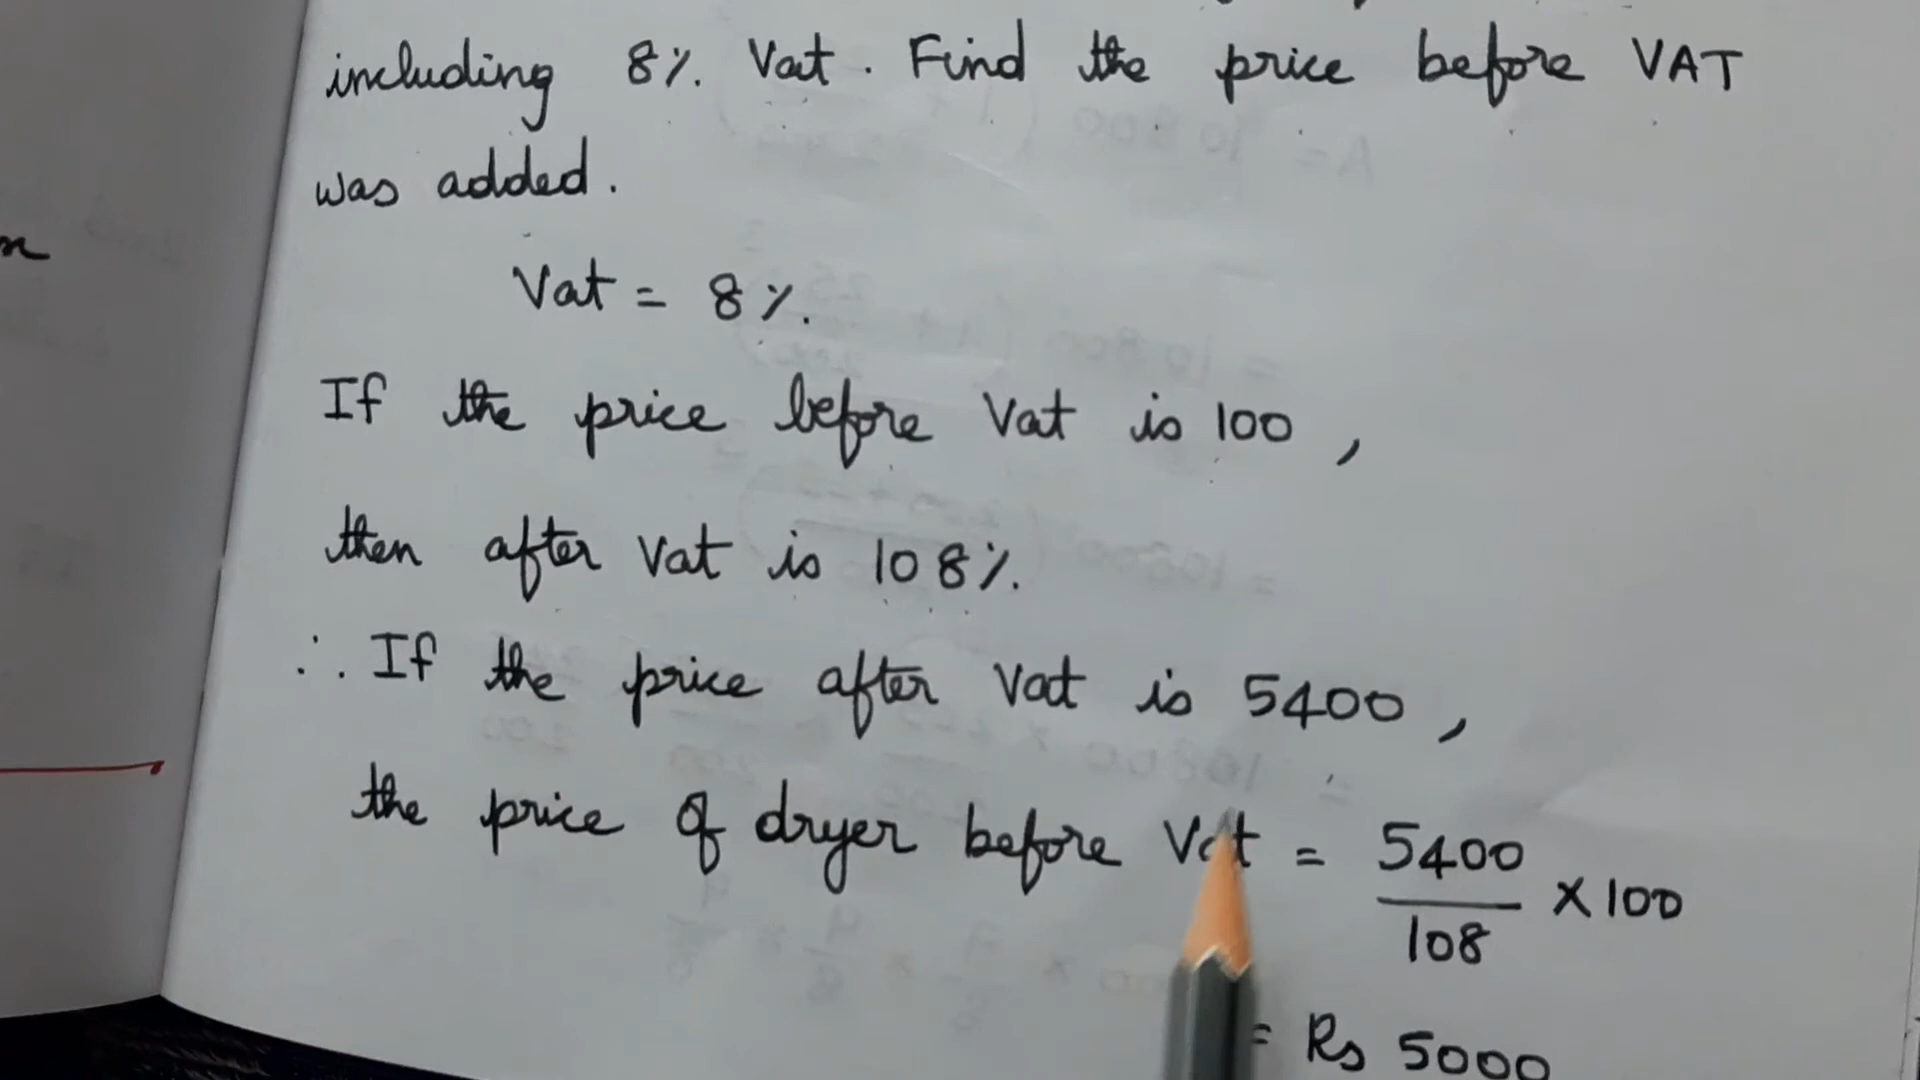 including 8%. Vat. Find the price before VAT
was added.
Vat = 8%.
If the price before Vat is 100,
then after Vat is 108%.
∴ If the price after Vat is 5400,
the price of dryer before Vat = 5400/108 × 100
= Rs 5000